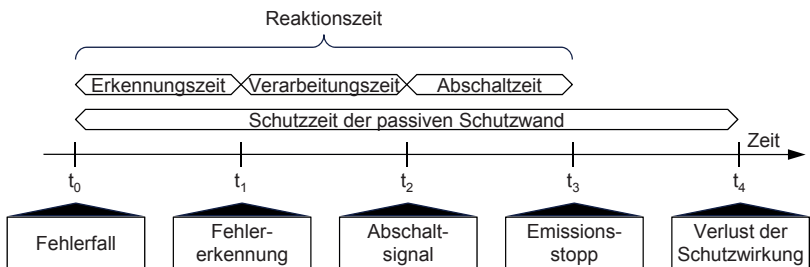 Reaktionszeit
Erkennungszeit Verarbeitungszeit Abschaltzeit
Schutzzeit der passiven Schutzwand
Zeit
t0 t1 t2 t3 t4
Fehlerfall
Fehler-
erkennung
Abschalt-
signal
Emissions-
stopp
Verlust der
Schutzwirkung